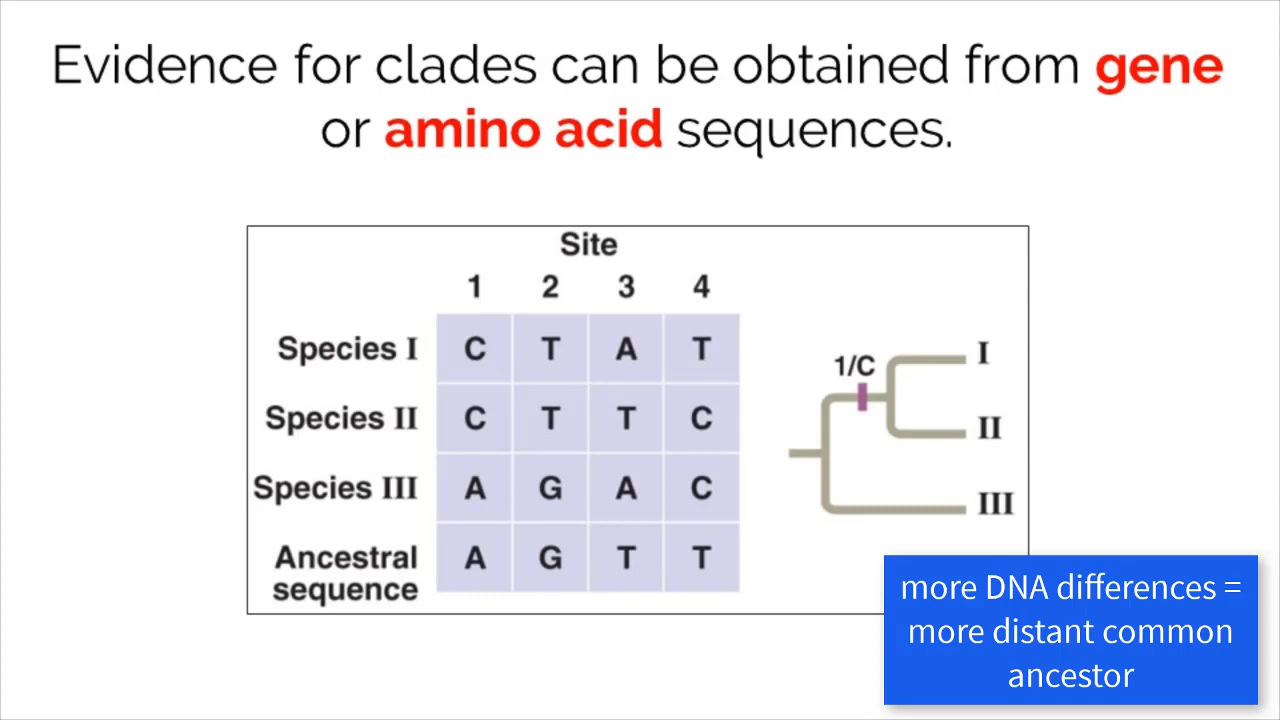 Evidence for clades can be obtained from gene
or amino acid sequences.
Site
1 2 3 4
Species I C T A T
Species II C T T C
Species III A G A C
Ancestral
sequence A G T T
1/C
I
II
III
more DNA differences =
more distant common
ancestor